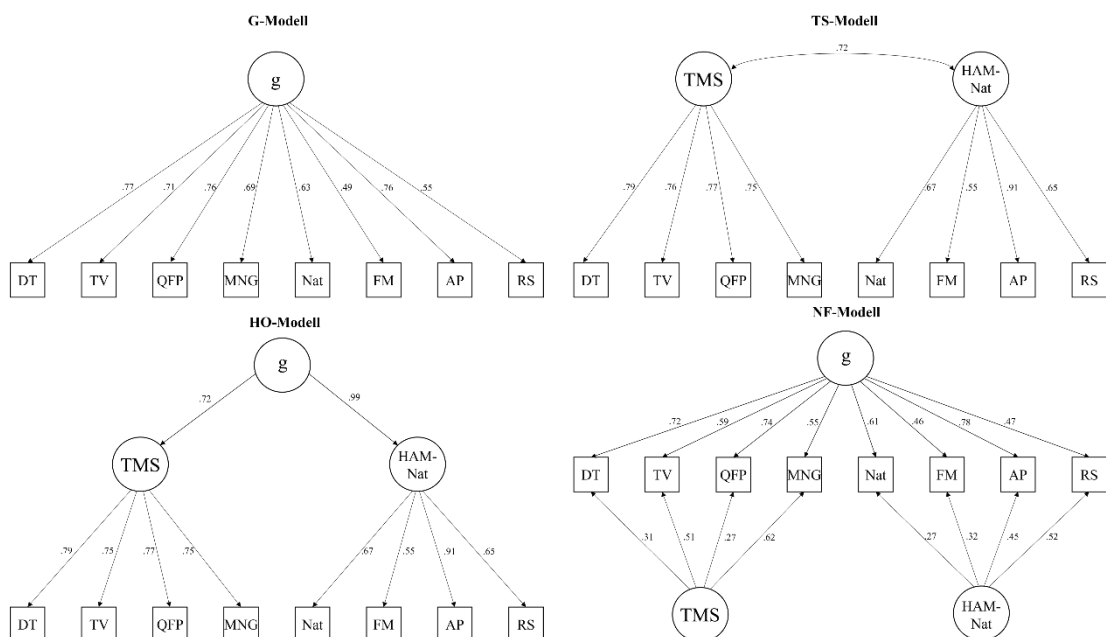 G-Modell
g
.77 .71 .76 .69 .63 .49 .76 .55
DT TV QFP MNG Nat FM AP RS
TS-Modell
.72
TMS
HAM-
Nat
.79 .76 .77 .75 .67 .55 .91 .65
DT TV QFP MNG Nat FM AP RS
HO-Modell
g
.72 .99
TMS
HAM-
Nat
.79 .75 .77 .75 .67 .55 .91 .65
DT TV QFP MNG Nat FM AP RS
NF-Modell
g
.72 .59 .74 .55 .61 .46 .78 .47
DT TV QFP MNG Nat FM AP RS
.31 .51 .27 .62 .27 .32 .45 .52
TMS
HAM-
Nat